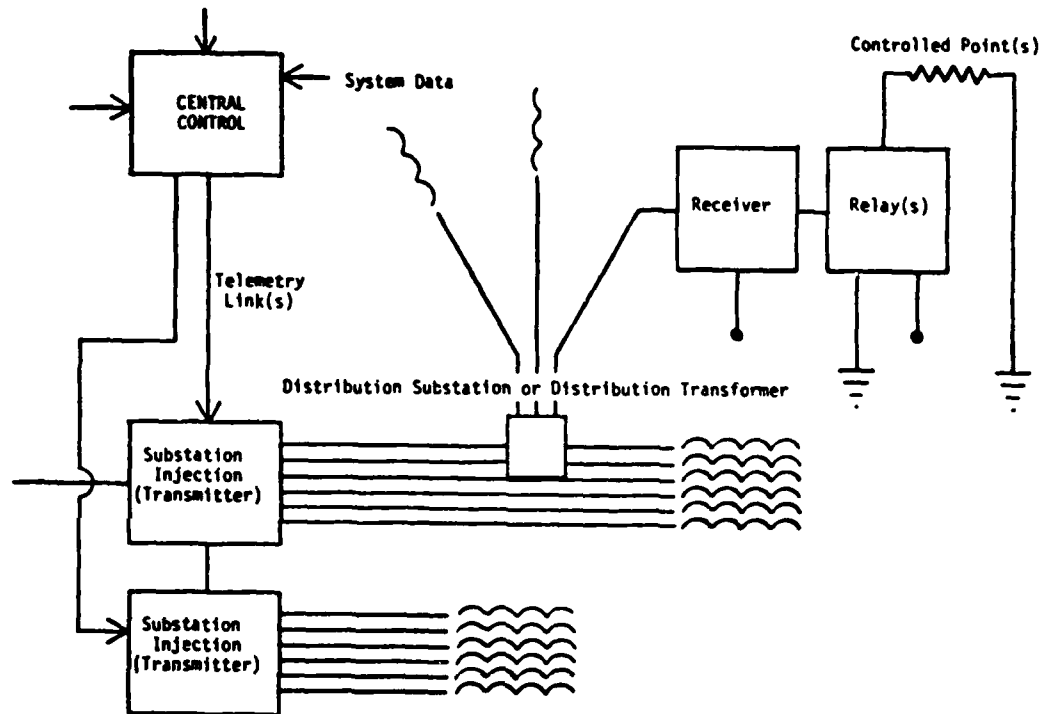 Controlled Point(s)
System Data
CENTRAL
CONTROL
Receiver
Relay(s)
Telemetry
Link(s)
Distribution Substation or Distribution Transformer
Substation
Injection
(Transmitter)
Substation
Injection
(Transmitter)